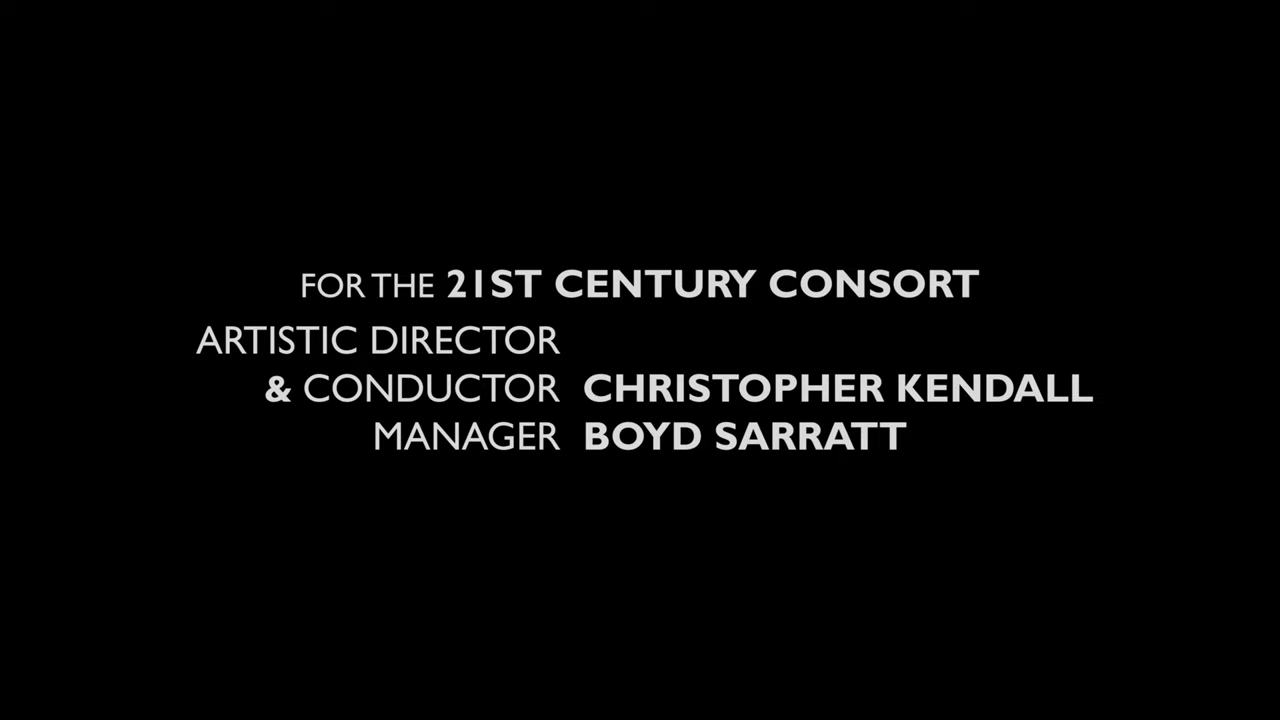 FOR THE 21ST CENTURY CONSORT
ARTISTIC DIRECTOR
& CONDUCTOR CHRISTOPHER KENDALL
MANAGER BOYD SARRATT